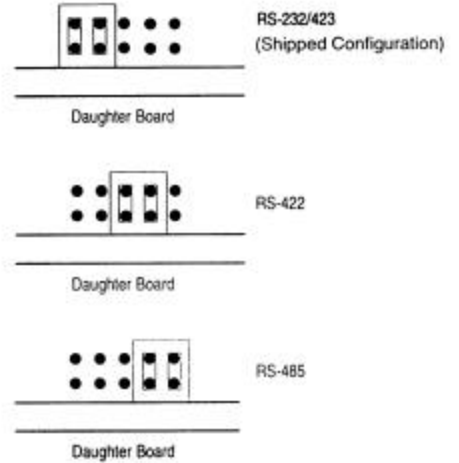 RS-232/423
(Shipped Configuration)
Daughter Board
RS-422
Daughter Board
RS-485
Daughter Board